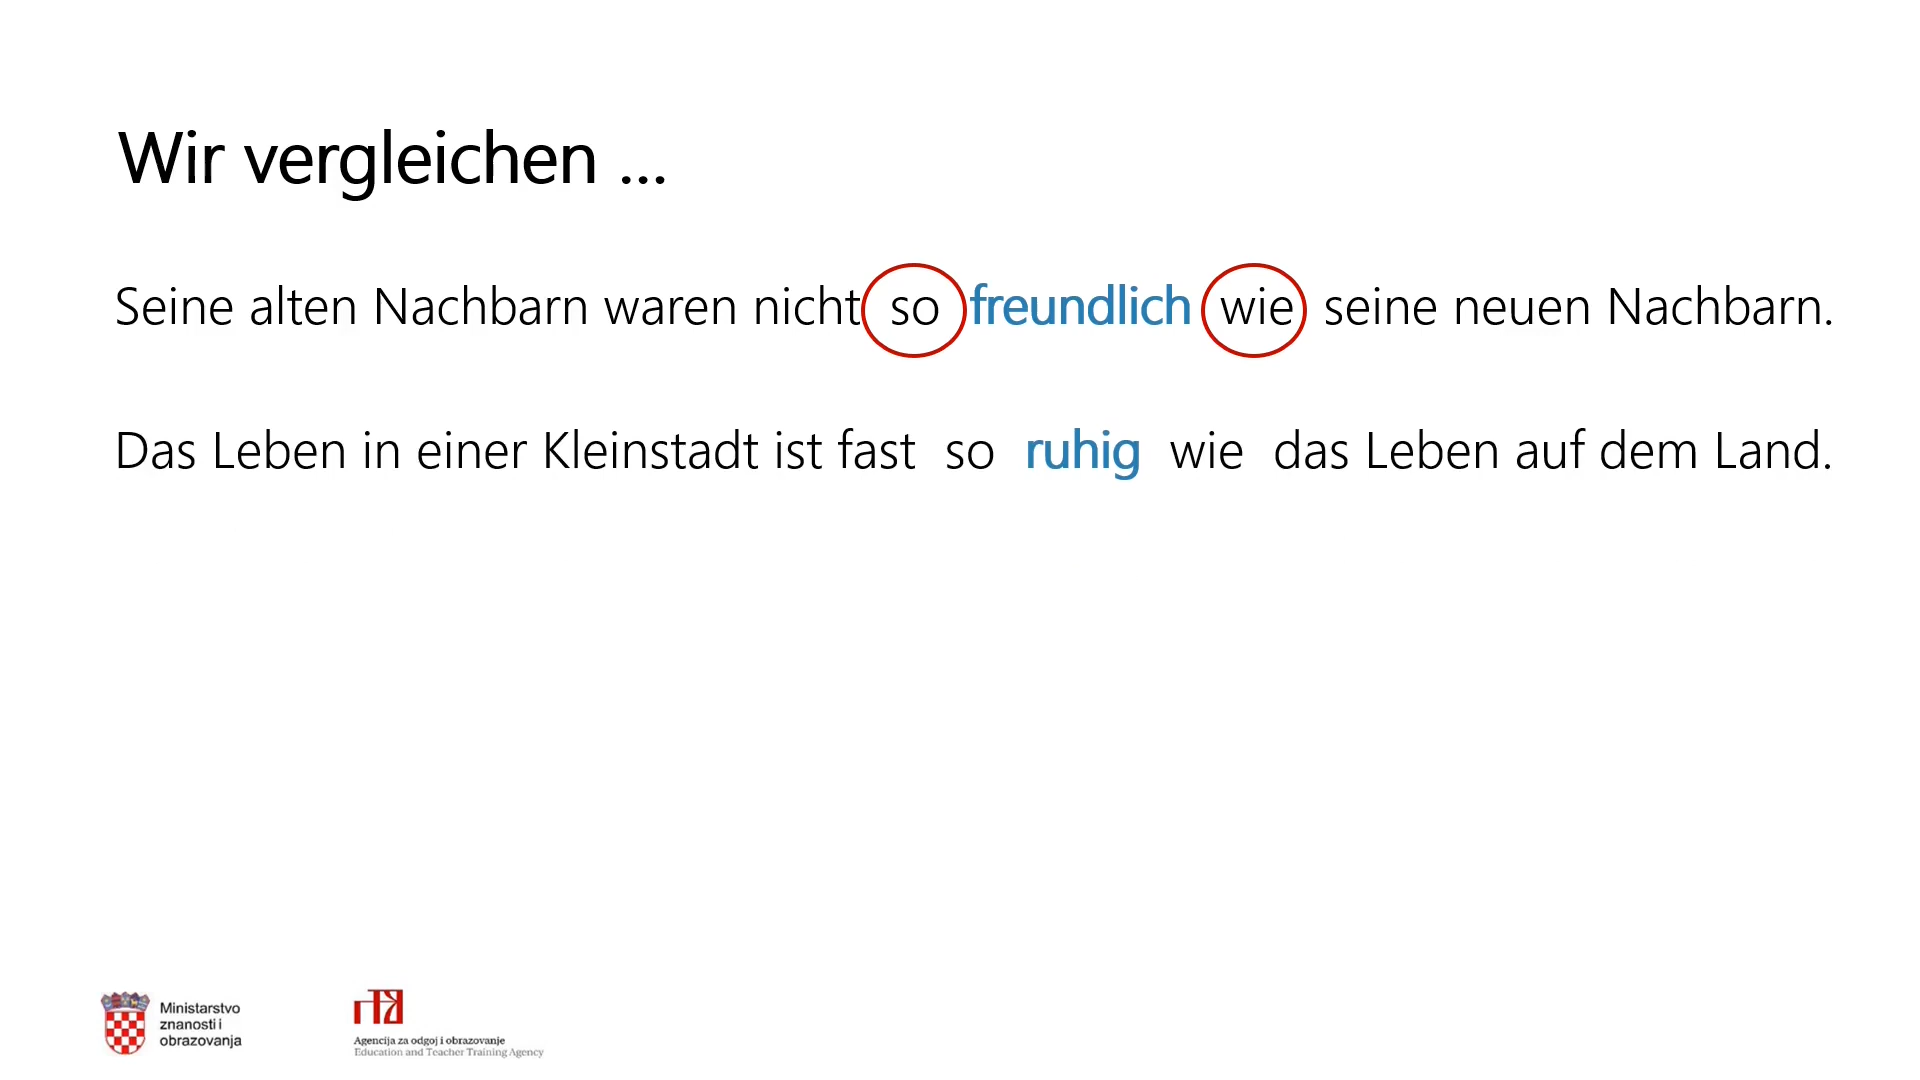 Wir vergleichen ...
Seine alten Nachbarn waren nicht so freundlich wie seine neuen Nachbarn.
Das Leben in einer Kleinstadt ist fast so ruhig wie das Leben auf dem Land.
Ministarstvo
znanosti i
obrazovanja
Agencija za odgoj i obrazovanje
Education and Teacher Training Agency